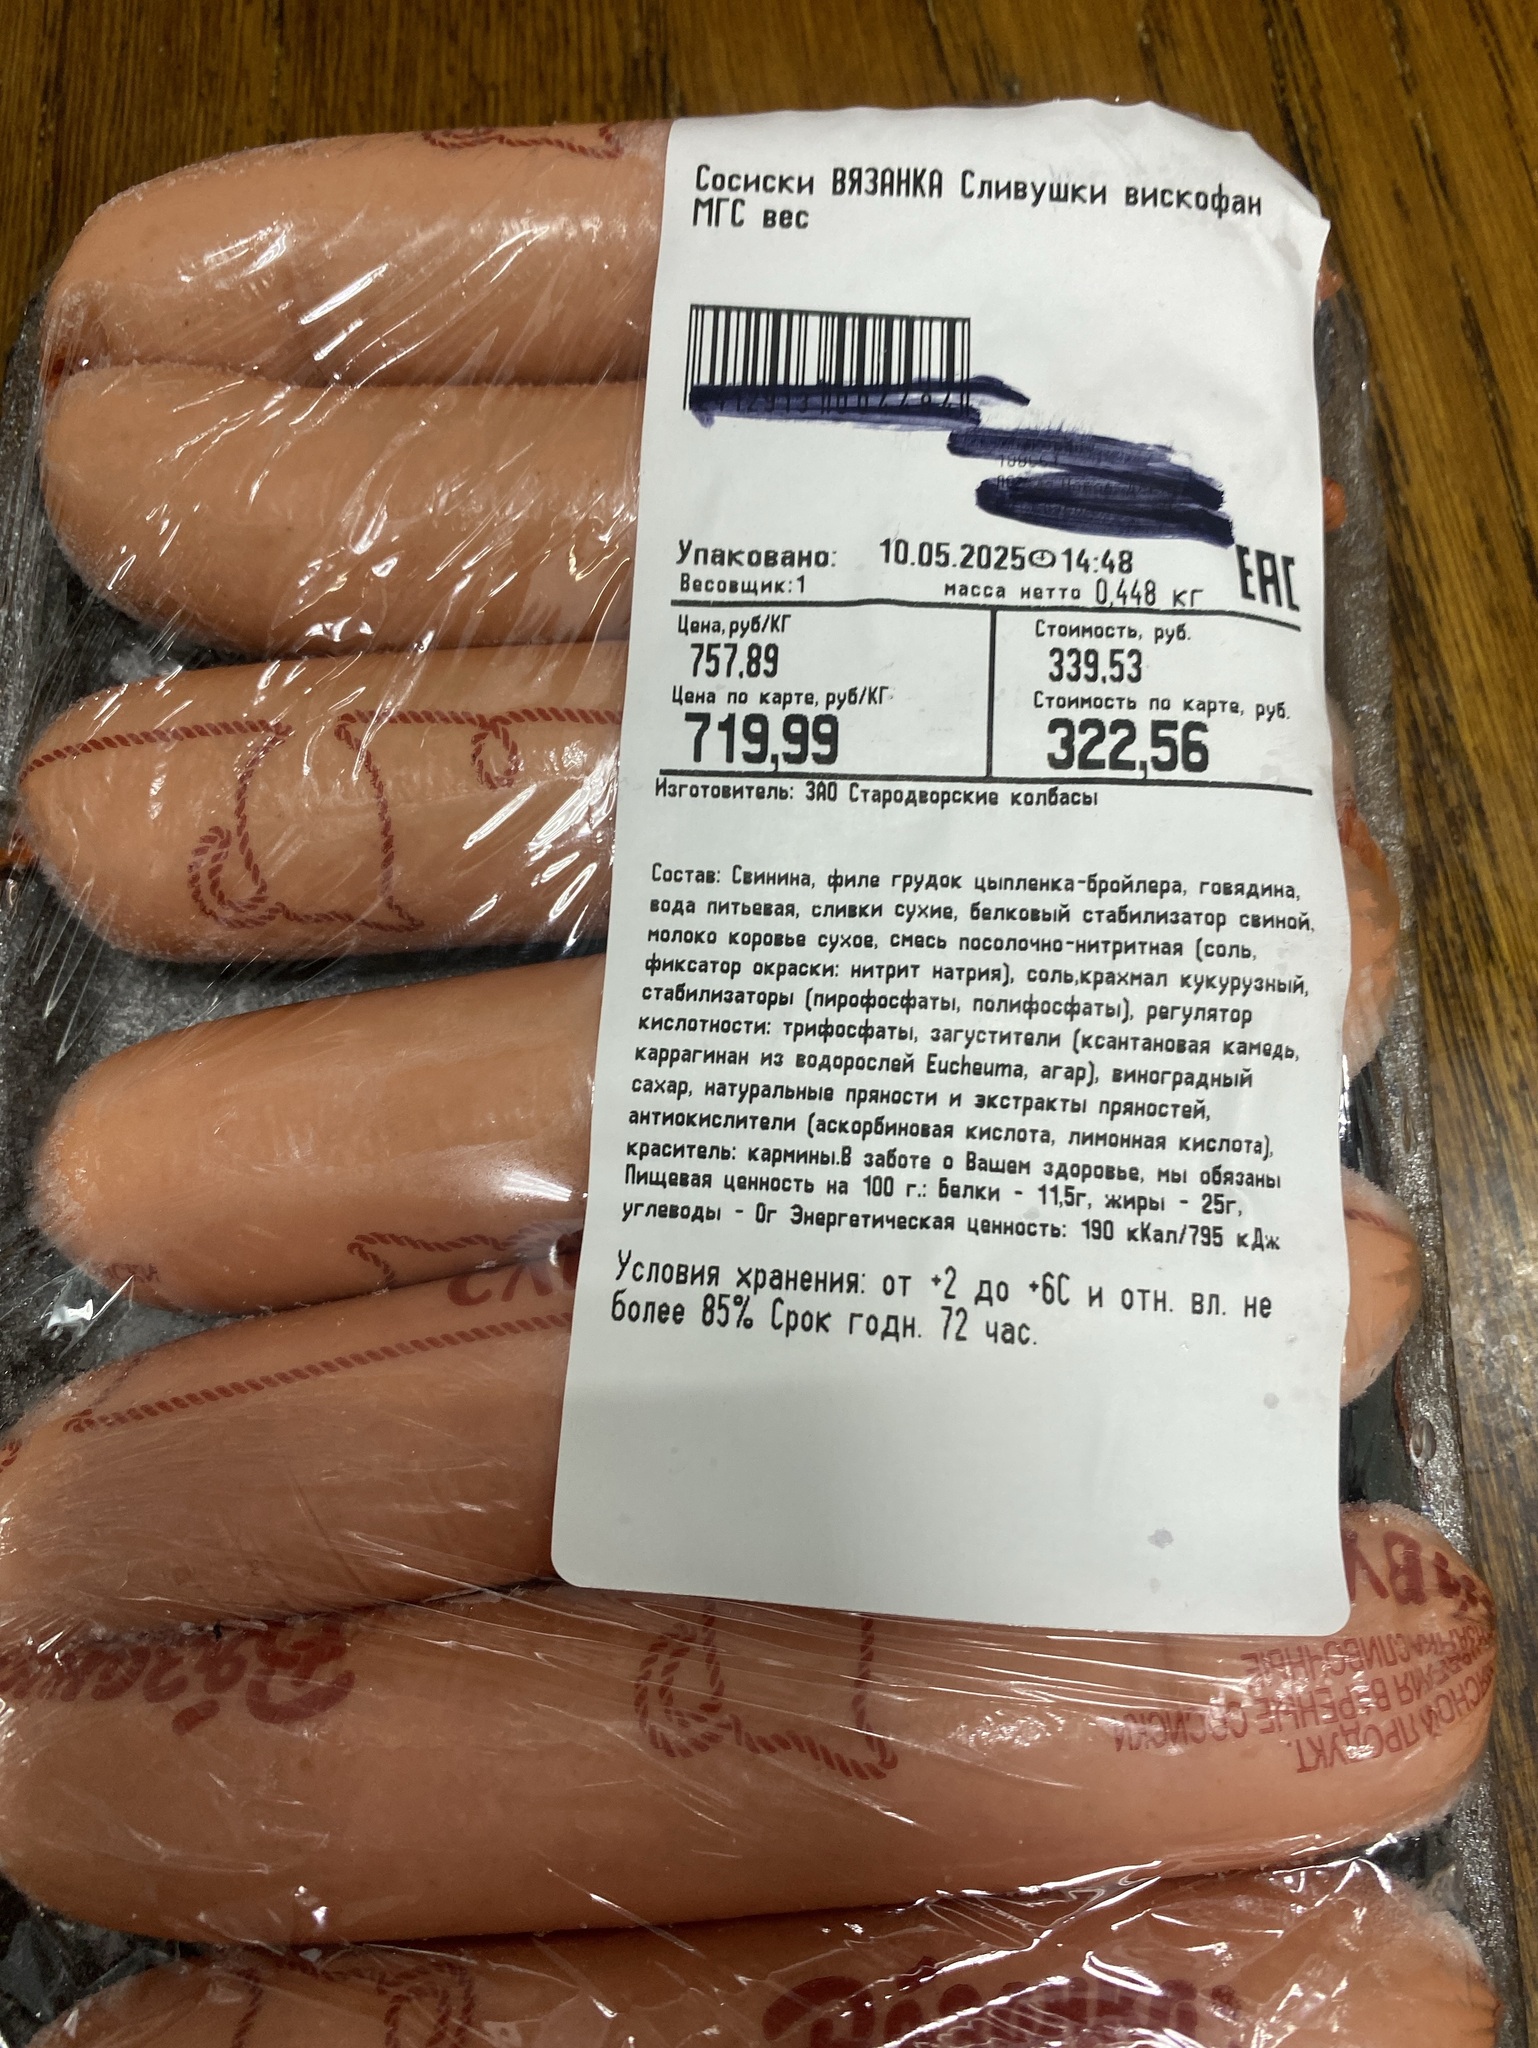 Сосиски ВЯЗАНКА Сливушки вискофан
МГС вес
Упаковано: 10.05.2025 14:48
Весовщик:1 масса нетто 0,448 кг
EAC
Цена,руб/КГ
757.89
Цена по карте, руб/КГ
719,99
Стоимость, руб.
339,53
Стоимость по карте, руб.
322,56
Изготовитель: ЗАО Стародворские колбасы
Состав: Свинина, филе грудок цыпленка-бройлера, говядина,
вода питьевая, сливки сухие, белковый стабилизатор свиной,
молоко коровье сухое, смесь посолочно-нитритная (соль,
фиксатор окраски: нитрит натрия), соль,крахмал кукурузный,
стабилизаторы (пирофосфаты, полифосфаты), регулятор
кислотности: трифосфаты, загустители (ксантановая камедь,
каррагинан из водорослей Eucheuma, агар), виноградный
сахар, натуральные пряности и экстракты пряностей,
антиокислители (аскорбиновая кислота, лимонная кислота),
краситель: кармины.В заботе о Вашем здоровье, мы обязаны
Пищевая ценность на 100 г.: Белки - 11,5г, жиры - 25г,
углеводы - 0г Энергетическая ценность: 190 кКал/795 кДж
Условия хранения: от +2 до +6С и отн. вл. не
более 85% Срок годн. 72 час.
ПРОДУКТ
ВАРЕНЫЕ СОСИСКИ
СЛИВОЧНЫЕ